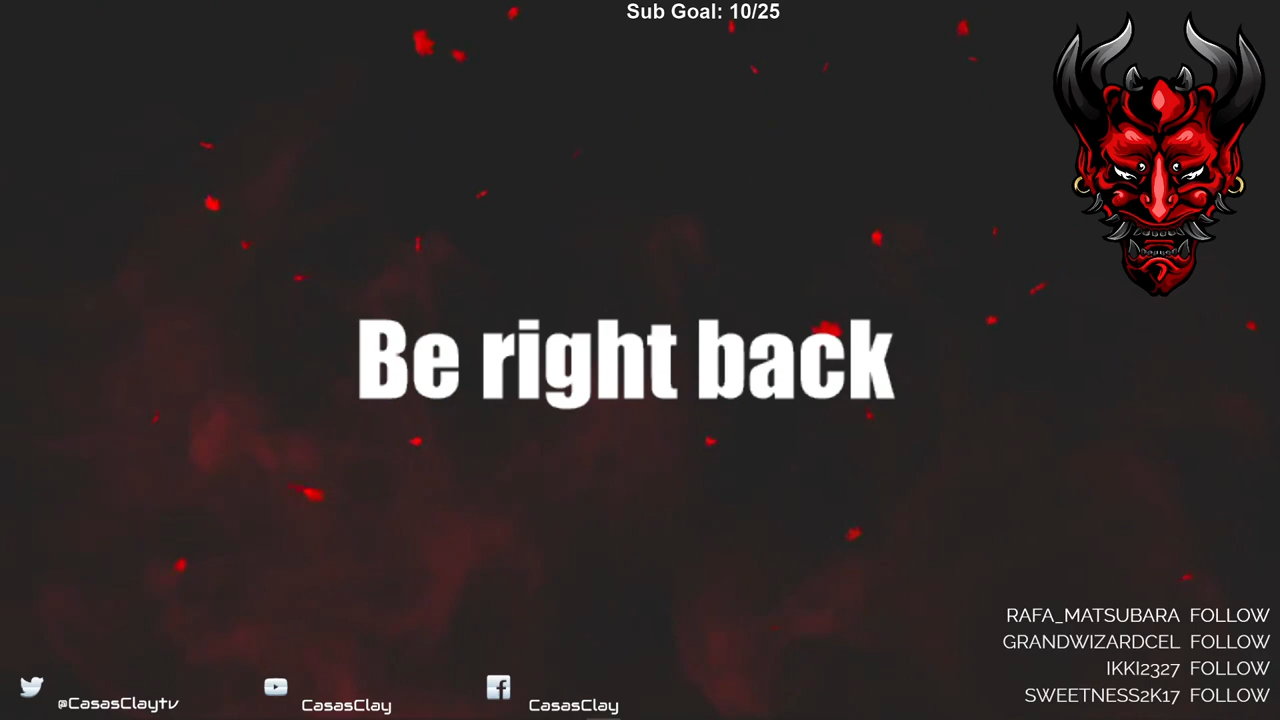 Sub Goal: 10/25
Be right back
RAFA_MATSUBARA FOLLOW
GRANDWIZARDCEL FOLLOW
IKKI2327 FOLLOW
SWEETNESS2K17 FOLLOW
@CasasClaytv
CasasClay
CasasClay